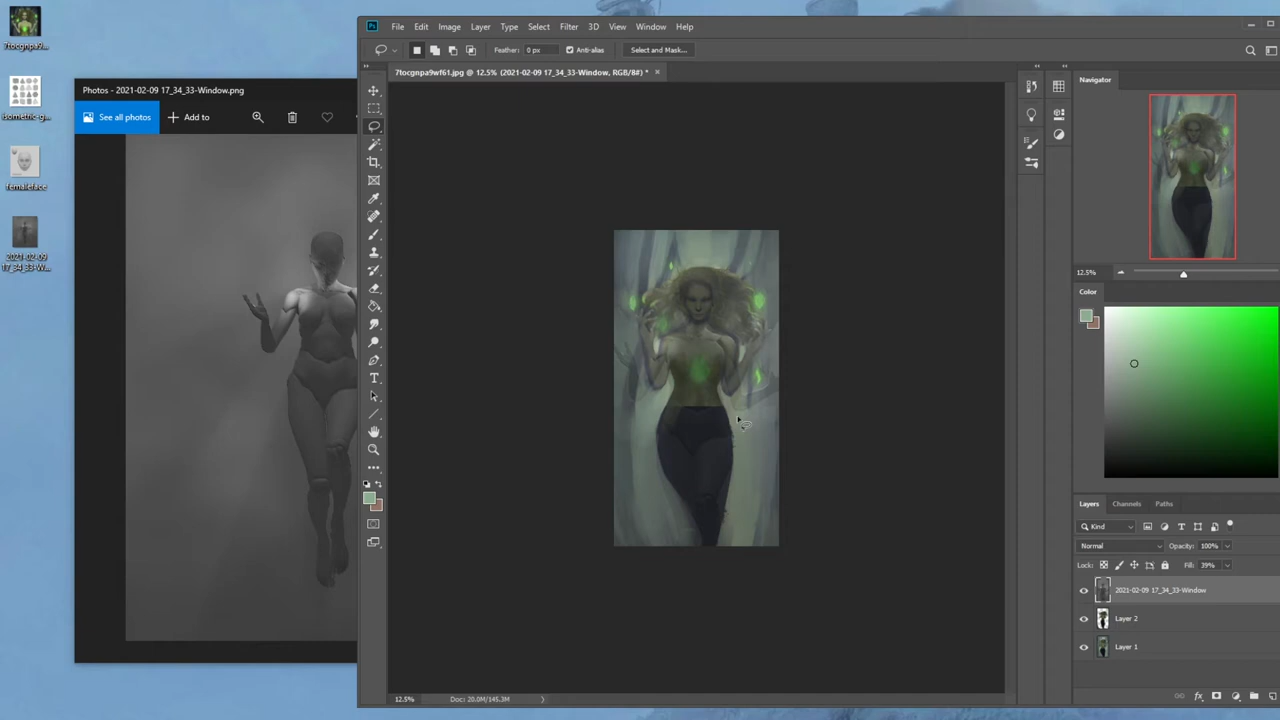 7tocgnpa9...
isometric-g...
femaleface
2021-02-09
17_34_33-W...
Photos - 2021-02-09 17_34_33-Window.png
See all photos
Add to
Ps
File Edit Image Layer Type Select Filter 3D View Window Help
Feather: 0 px
Anti-alias
Select and Mask...
7tocgnpa9wf61.jpg @ 12.5% (2021-02-09 17_34_33-Window, RGB/8#) *
Navigator
12.5%
Color
Layers Channels Paths
Kind
Normal
Opacity: 100%
Lock:
Fill: 39%
2021-02-09 17_34_33-Window
Layer 2
Layer 1
12.5%
Doc: 20.0M/145.3M